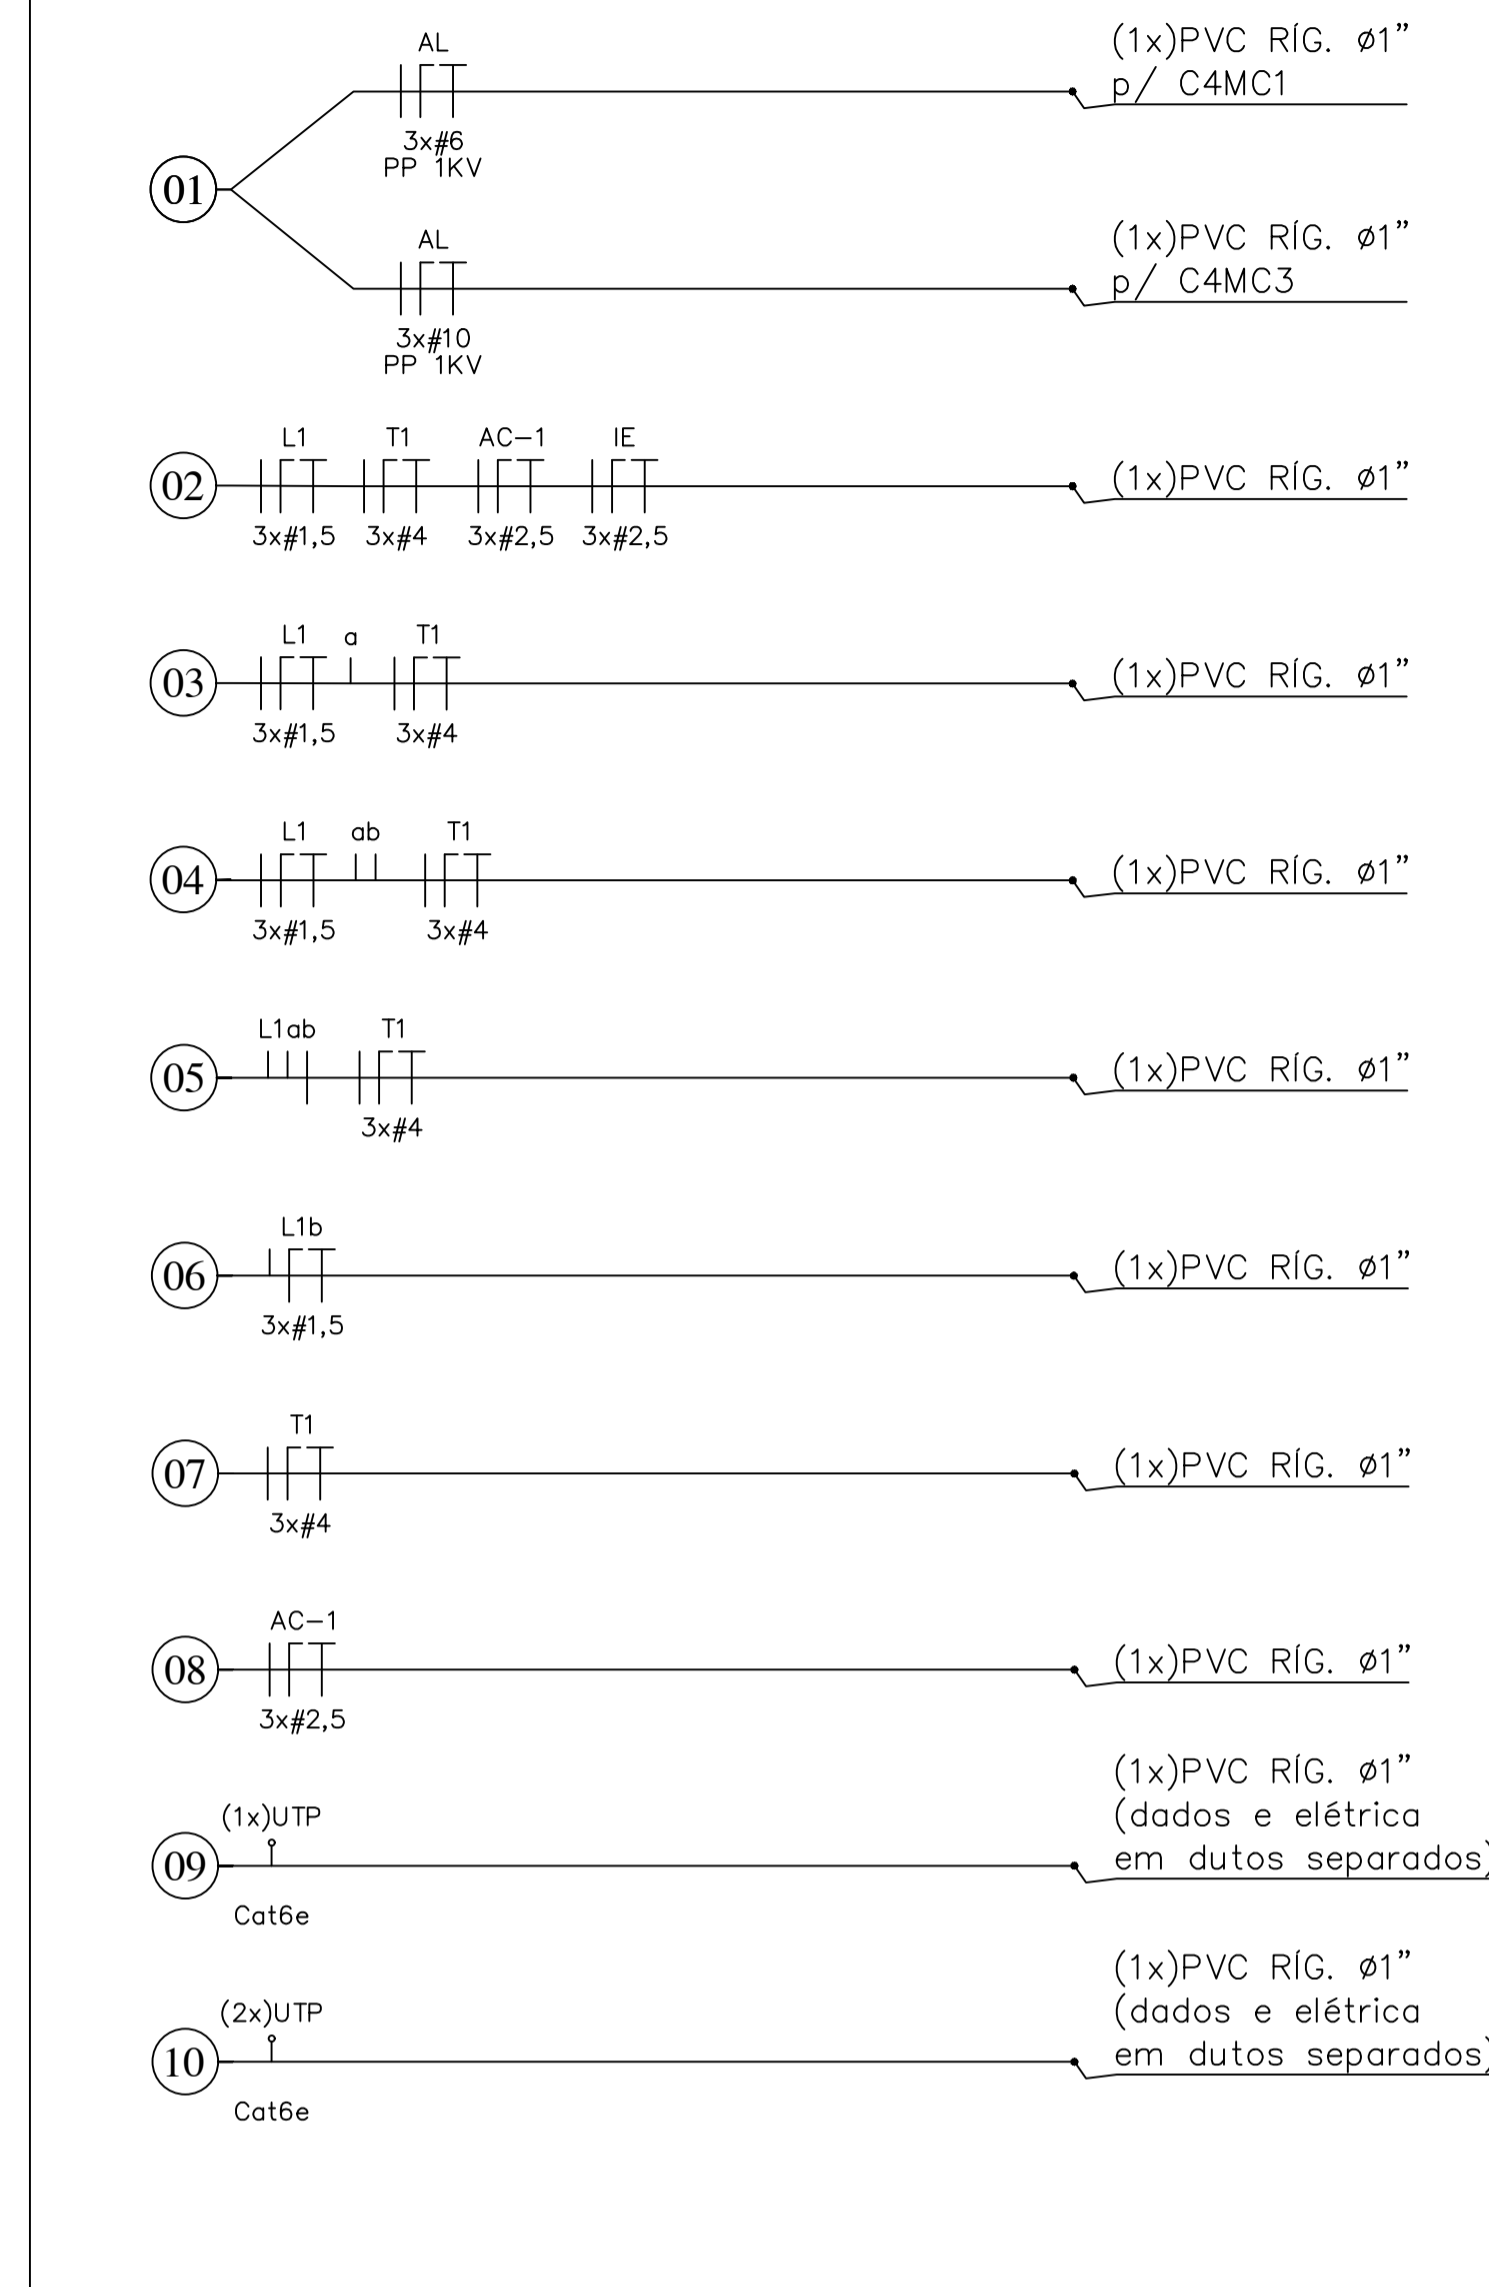 AL
(1x)PVC RÍG. ø1”
p/ C4MC1
3x#6
PP 1KV
01
AL
(1x)PVC RÍG. ø1”
p/ C4MC3
3x#10
PP 1KV
02
L1 T1 AC-1 IE
(1x)PVC RÍG. ø1”
3x#1,5 3x#4 3x#2,5 3x#2,5
03
L1 a T1
(1x)PVC RÍG. ø1”
3x#1,5 3x#4
04
L1 ab T1
(1x)PVC RÍG. ø1”
3x#1,5 3x#4
05
L1ab T1
(1x)PVC RÍG. ø1”
3x#4
06
L1b
(1x)PVC RÍG. ø1”
3x#1,5
07
T1
(1x)PVC RÍG. ø1”
3x#4
08
AC-1
(1x)PVC RÍG. ø1”
3x#2,5
09
(1x)UTP
(1x)PVC RÍG. ø1”
(dados e elétrica
em dutos separados)
Cat6e
10
(2x)UTP
(1x)PVC RÍG. ø1”
(dados e elétrica
em dutos separados)
Cat6e